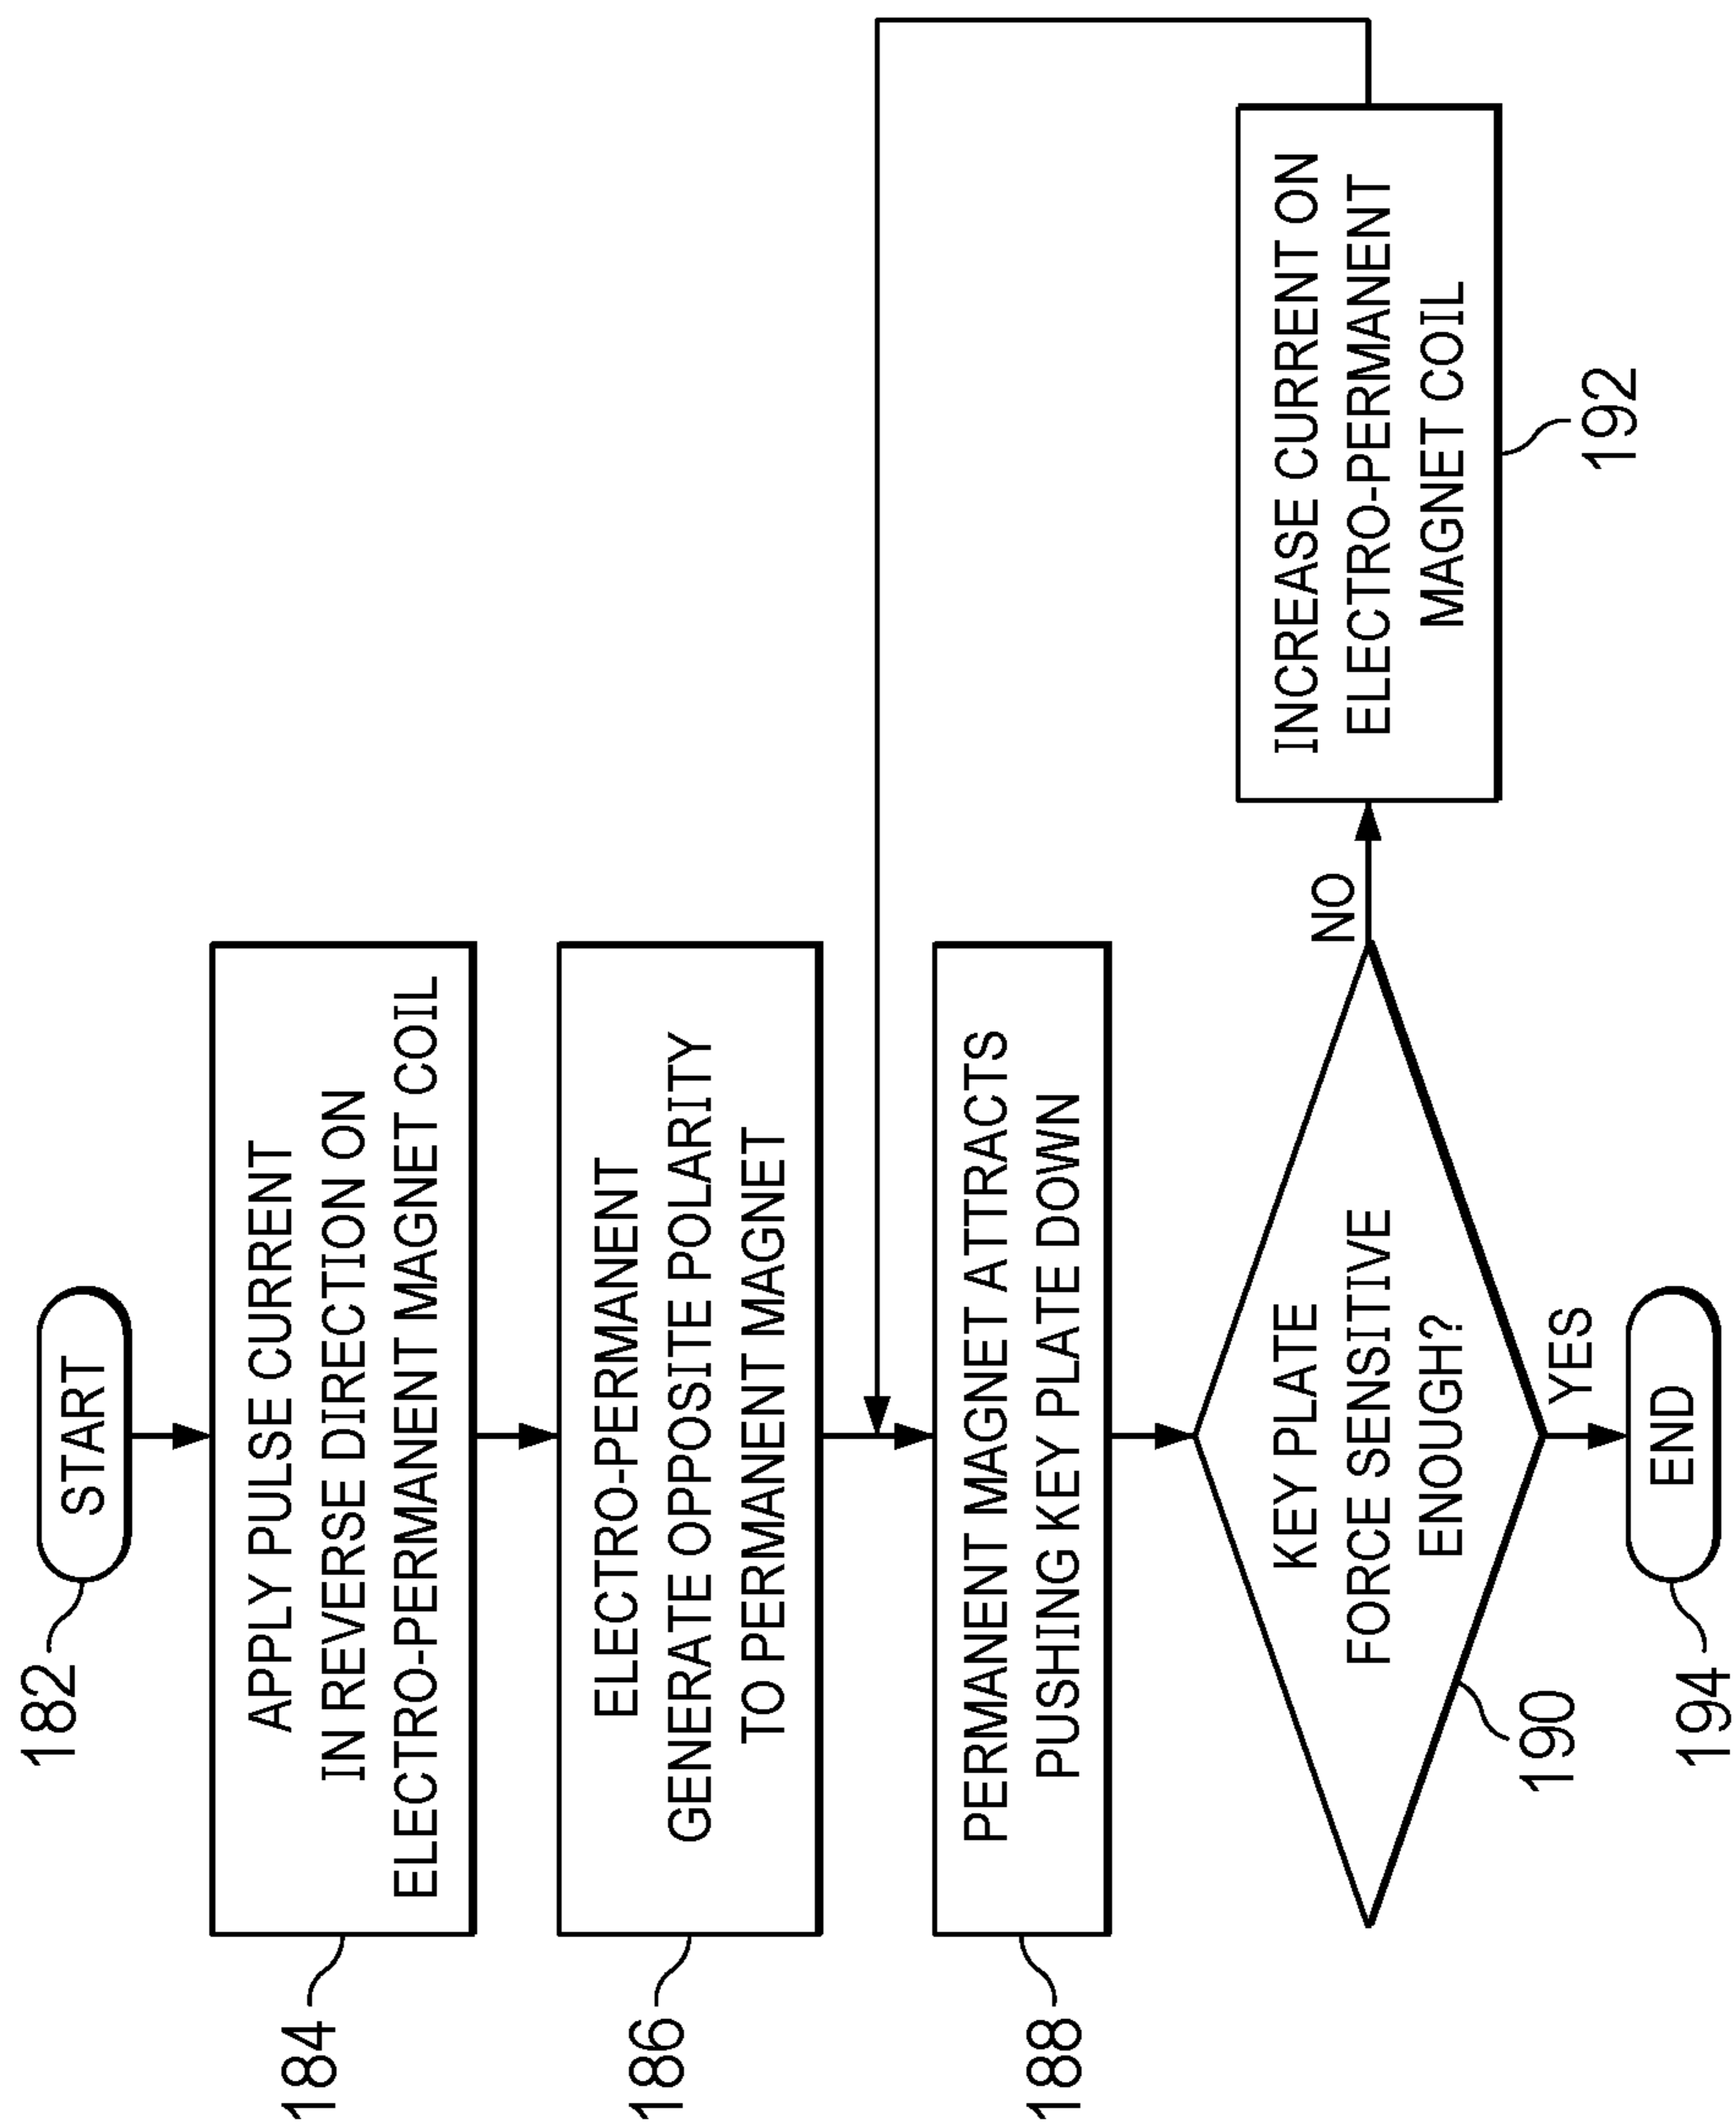 182
START
184
APPLY PULSE CURRENT
IN REVERSE DIRECTION ON
ELECTRO-PERMANENT MAGNET COIL
186
ELECTRO-PERMANENT
GENERATE OPPOSITE POLARITY
TO PERMANENT MAGNET
188
PERMANENT MAGNET ATTRACTS
PUSHING KEY PLATE DOWN
190
KEY PLATE
FORCE SENSITIVE
ENOUGH?
NO
INCREASE CURRENT ON
ELECTRO-PERMANENT
MAGNET COIL
192
YES
194
END